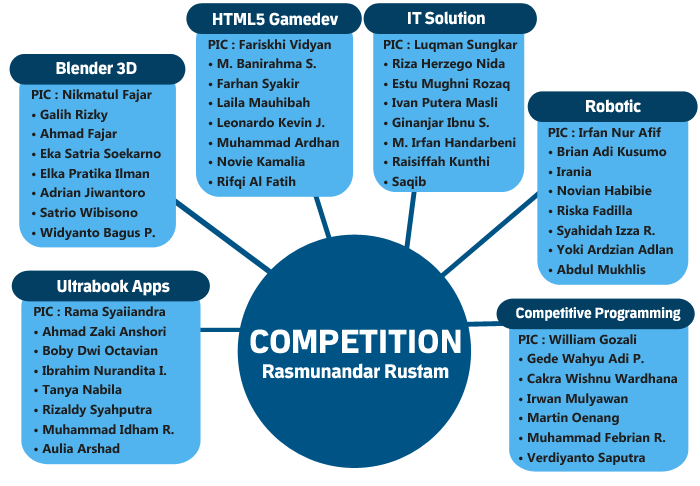 Blender 3D
PIC : Nikmatul Fajar
• Galih Rizky
• Ahmad Fajar
• Eka Satria Soekarno
• Elka Pratika Ilman
• Adrian Jiwantoro
• Satrio Wibisono
• Widyanto Bagus P.
HTML5 Gamedev
PIC : Fariskhi Vidyan
• M. Banirahma S.
• Farhan Syakir
• Laila Mauhibah
• Leonardo Kevin J.
• Muhammad Ardhan
• Novie Kamalia
• Rifqi Al Fatih
IT Solution
PIC : Luqman Sungkar
• Riza Herzego Nida
• Estu Mughni Rozaq
• Ivan Putera Masli
• Ginanjar Ibnu S.
• M. Irfan Handarbeni
• Raisiffah Kunthi
• Saqib
Robotic
PIC : Irfan Nur Afif
• Brian Adi Kusumo
• Irania
• Novian Habibie
• Riska Fadilla
• Syahidah Izza R.
• Yoki Ardzian Adlan
• Abdul Mukhlis
Ultrabook Apps
PIC : Rama Syaiiandra
• Ahmad Zaki Anshori
• Boby Dwi Octavian
• Ibrahim Nurandita I.
• Tanya Nabila
• Rizaldy Syahputra
• Muhammad Idham R.
• Aulia Arshad
COMPETITION
Rasmunandar Rustam
Competitive Programming
PIC : William Gozali
• Gede Wahyu Adi P.
• Cakra Wishnu Wardhana
• Irwan Mulyawan
• Martin Oenang
• Muhammad Febrian R.
• Verdiyanto Saputra